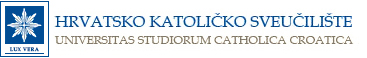 HRVATSKO KATOLIČKO SVEUČILIŠTE
UNIVERSITAS STUDIORUM CATHOLICA CROATICA
LUX VERA